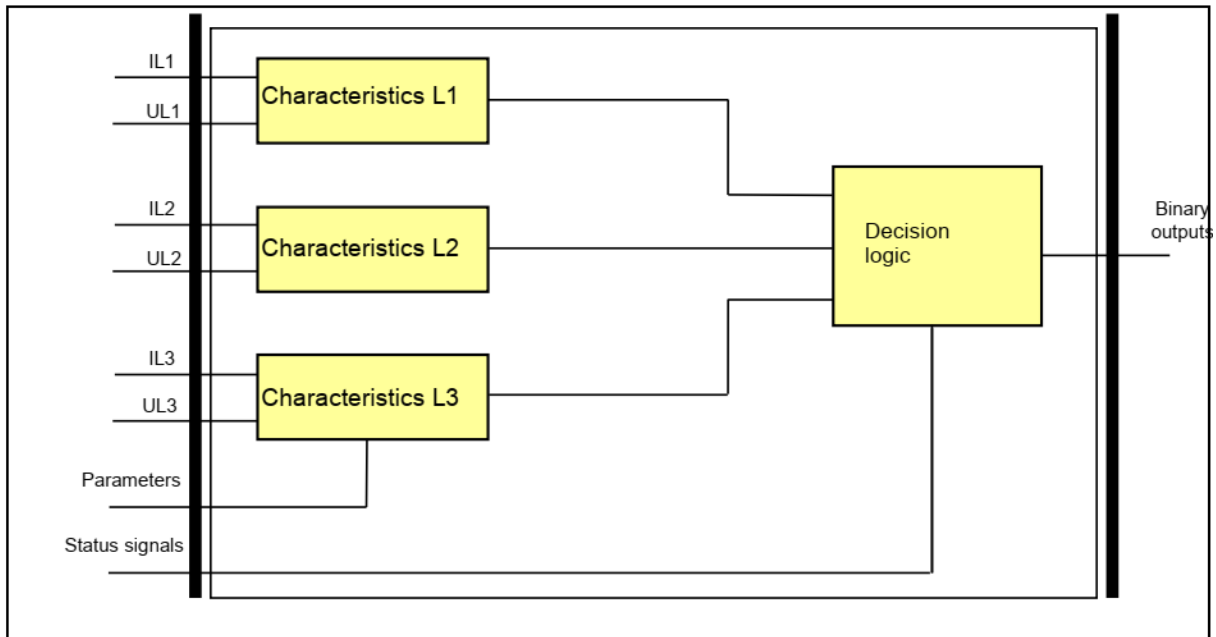 IL1
Characteristics L1
UL1
IL2
Characteristics L2
UL2
Decision
logic
Binary
outputs
IL3
Characteristics L3
UL3
Parameters
Status signals